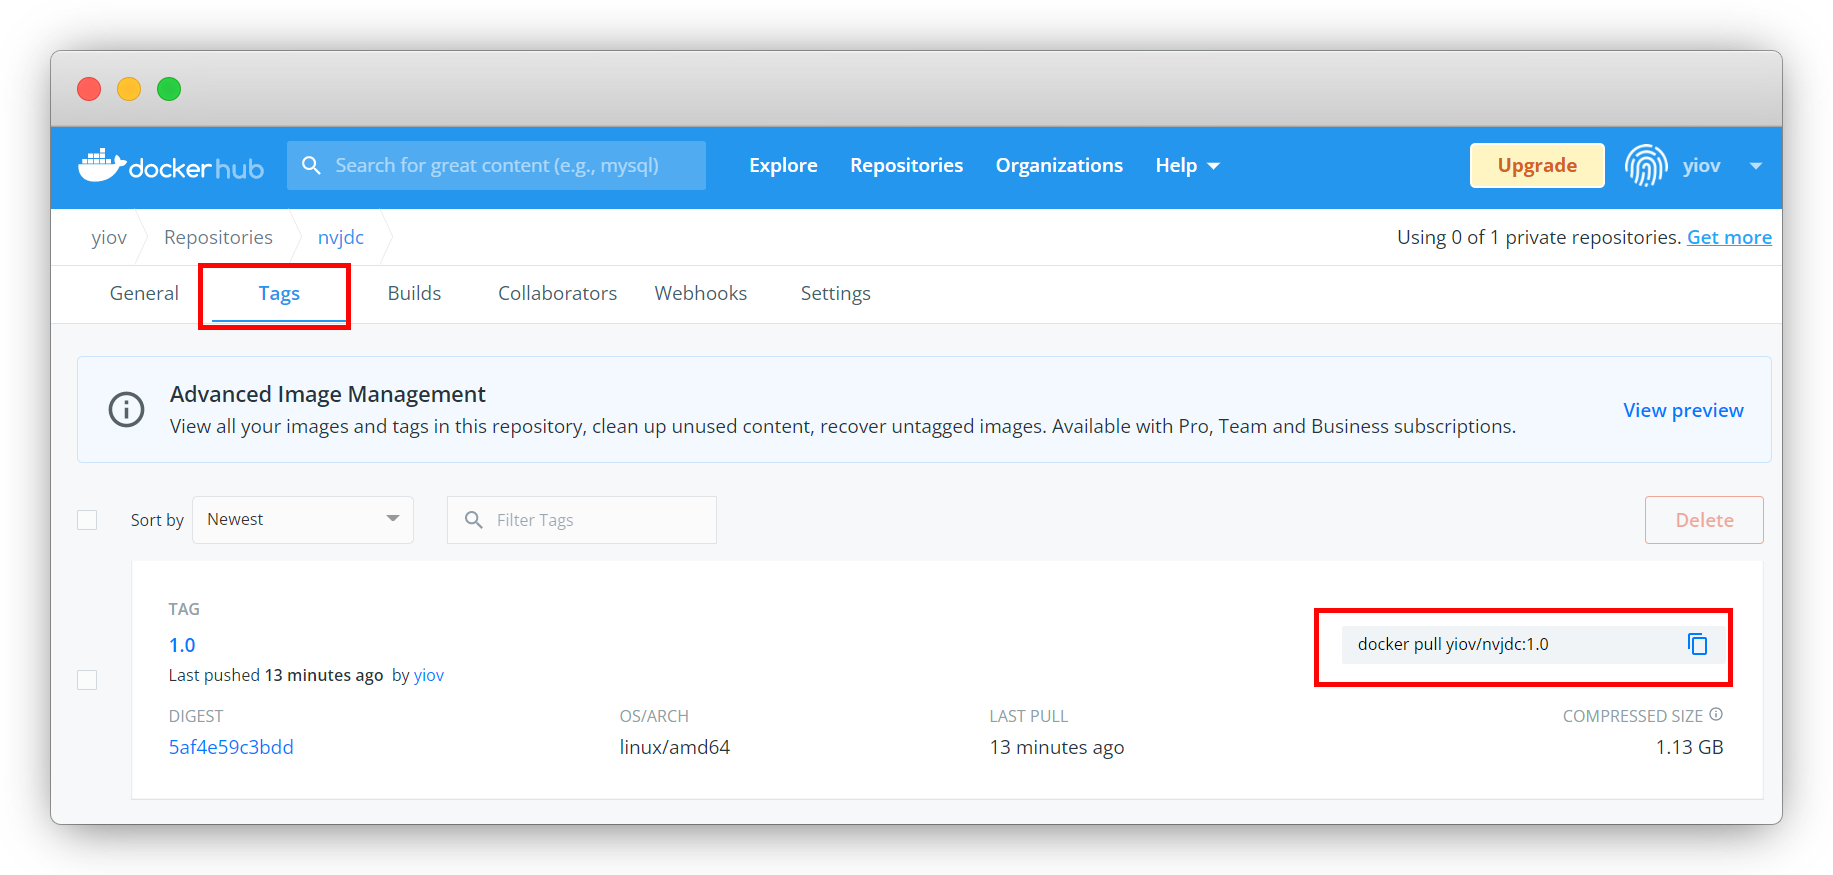 docker hub
Search for great content (e.g., mysql)
Explore
Repositories
Organizations
Help
Upgrade
yiov
yiov
Repositories
nvjdc
Using 0 of 1 private repositories. Get more
General
Tags
Builds
Collaborators
Webhooks
Settings
Advanced Image Management
View all your images and tags in this repository, clean up unused content, recover untagged images. Available with Pro, Team and Business subscriptions.
View preview
Sort by
Newest
Filter Tags
Delete
TAG
1.0
docker pull yiov/nvjdc:1.0
Last pushed 13 minutes ago by yiov
DIGEST
OS/ARCH
LAST PULL
COMPRESSED SIZE
5af4e59c3bdd
linux/amd64
13 minutes ago
1.13 GB